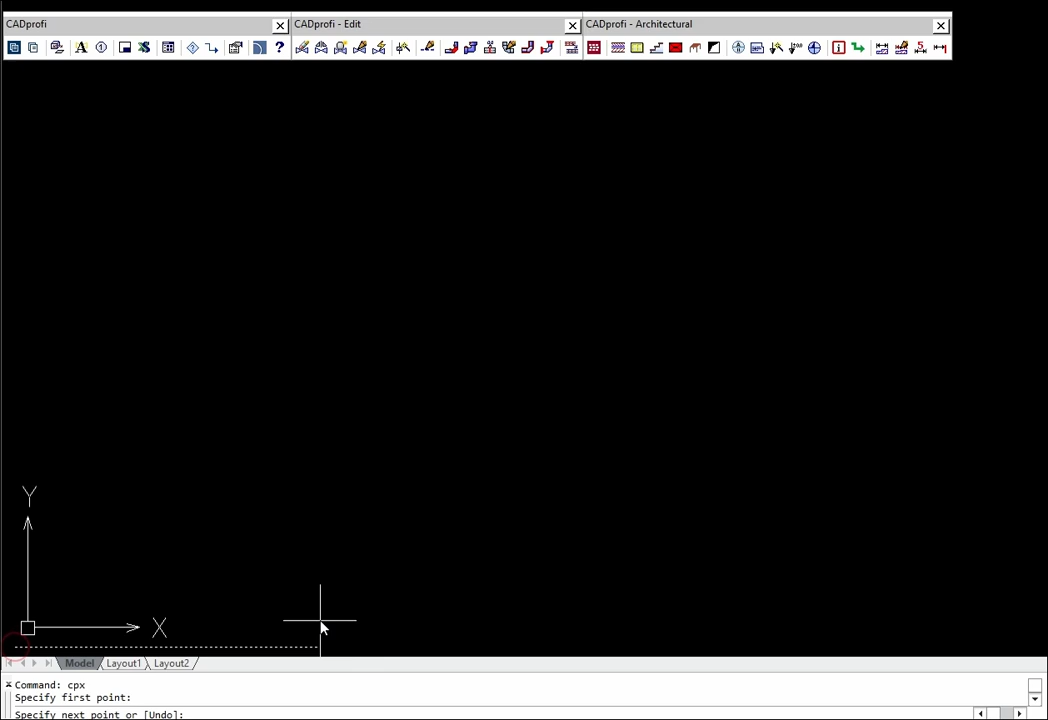 CADprofi
CADprofi - Edit
CADprofi - Architectural
Y
X
Model
Layout1
Layout2
Command: cpx
Specify first point:
Specify next point or [Undo]: